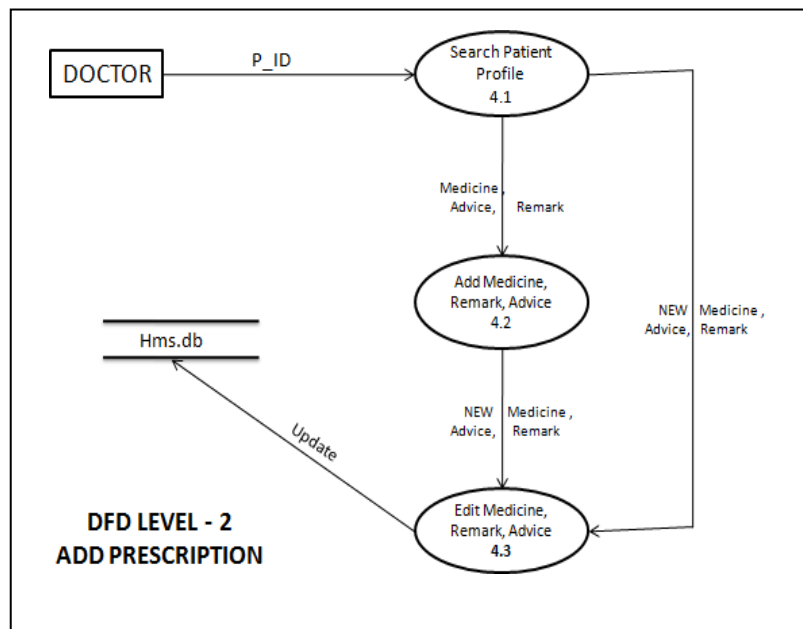 DOCTOR
P_ID
Search Patient
Profile
4.1
Medicine ,
Advice, Remark
Add Medicine,
Remark, Advice
4.2
NEW Medicine ,
Advice, Remark
Hms.db
NEW Medicine ,
Advice, Remark
Update
Edit Medicine,
Remark, Advice
4.3
DFD LEVEL - 2
ADD PRESCRIPTION